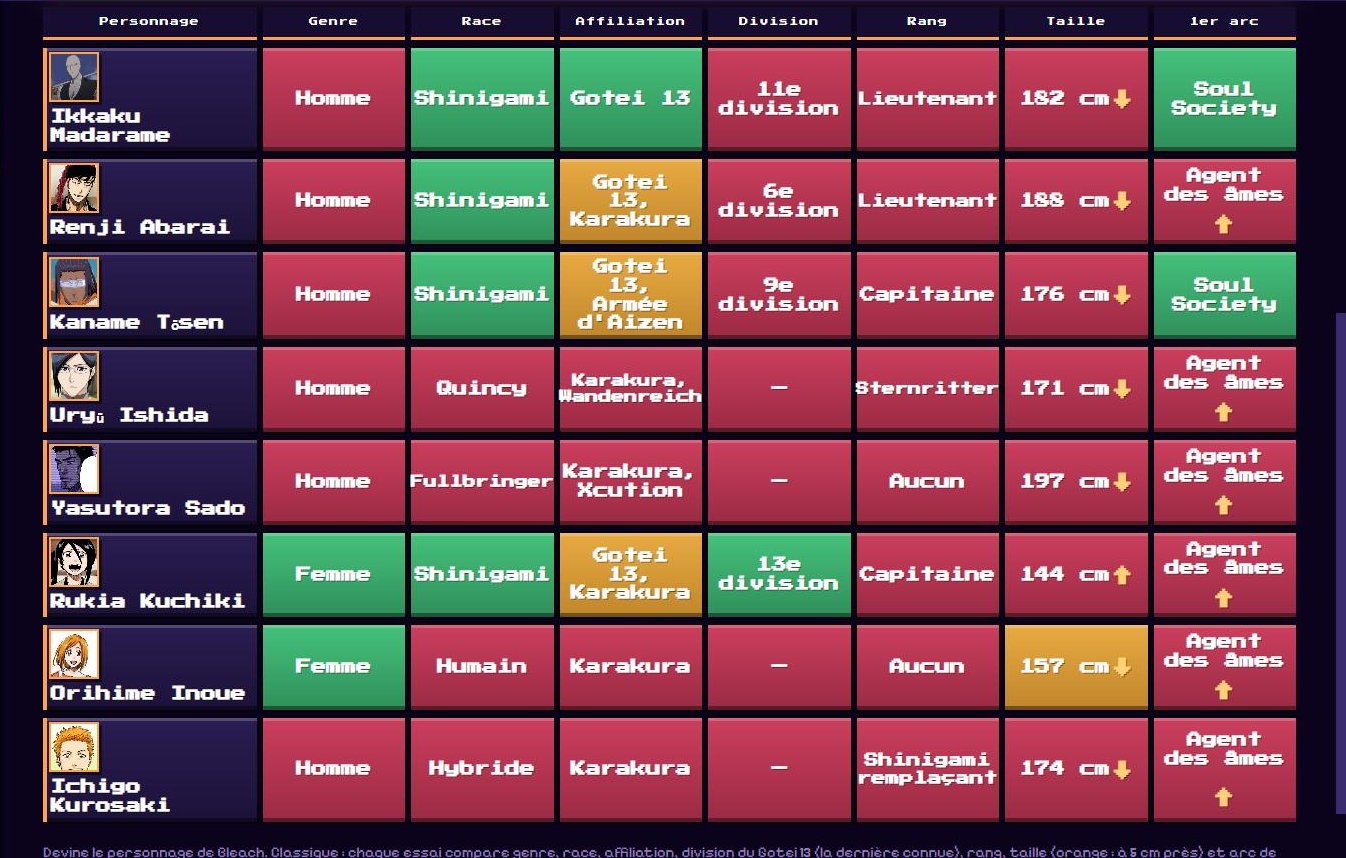 Personnage Genre Race Affiliation Division Rang Taille 1er arc
Ikkaku
Madarame
Homme
Shinigami
Gotei 13
11e
division
Lieutenant
182 cm⬇
Soul
Society
Renji Abarai
Homme
Shinigami
Gotei
13,
Karakura
6e
division
Lieutenant
188 cm⬇
Agent
des âmes
⬆
Kaname Tōsen
Homme
Shinigami
Gotei
13,
Armée
d'Aizen
9e
division
Capitaine
176 cm⬇
Soul
Society
Uryū Ishida
Homme
Quincy
Karakura,
Wandenreich
—
Sternritter
171 cm⬇
Agent
des âmes
⬆
Yasutora Sado
Homme
Fullbringer
Karakura,
Xcution
—
Aucun
197 cm⬇
Agent
des âmes
⬆
Rukia Kuchiki
Femme
Shinigami
Gotei
13,
Karakura
13e
division
Capitaine
144 cm⬆
Agent
des âmes
⬆
Orihime Inoue
Femme
Humain
Karakura
—
Aucun
157 cm⬇
Agent
des âmes
⬆
Ichigo
Kurosaki
Homme
Hybride
Karakura
—
Shinigami
remplaçant
174 cm⬇
Agent
des âmes
⬆
Devine le personnage de Bleach. Classique : chaque essai compare genre, race, affiliation, division du Gotei 13 (la dernière connue), rang, taille (orange : à 5 cm près) et arc de